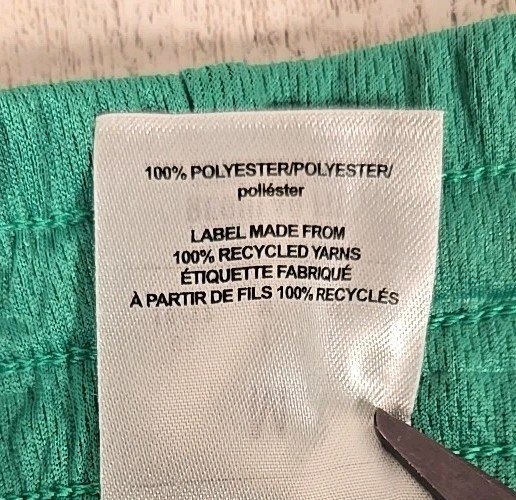 100% POLYESTER/POLYESTER/
poliéster
LABEL MADE FROM
100% RECYCLED YARNS
ÉTIQUETTE FABRIQUÉ
À PARTIR DE FILS 100% RECYCLÉS